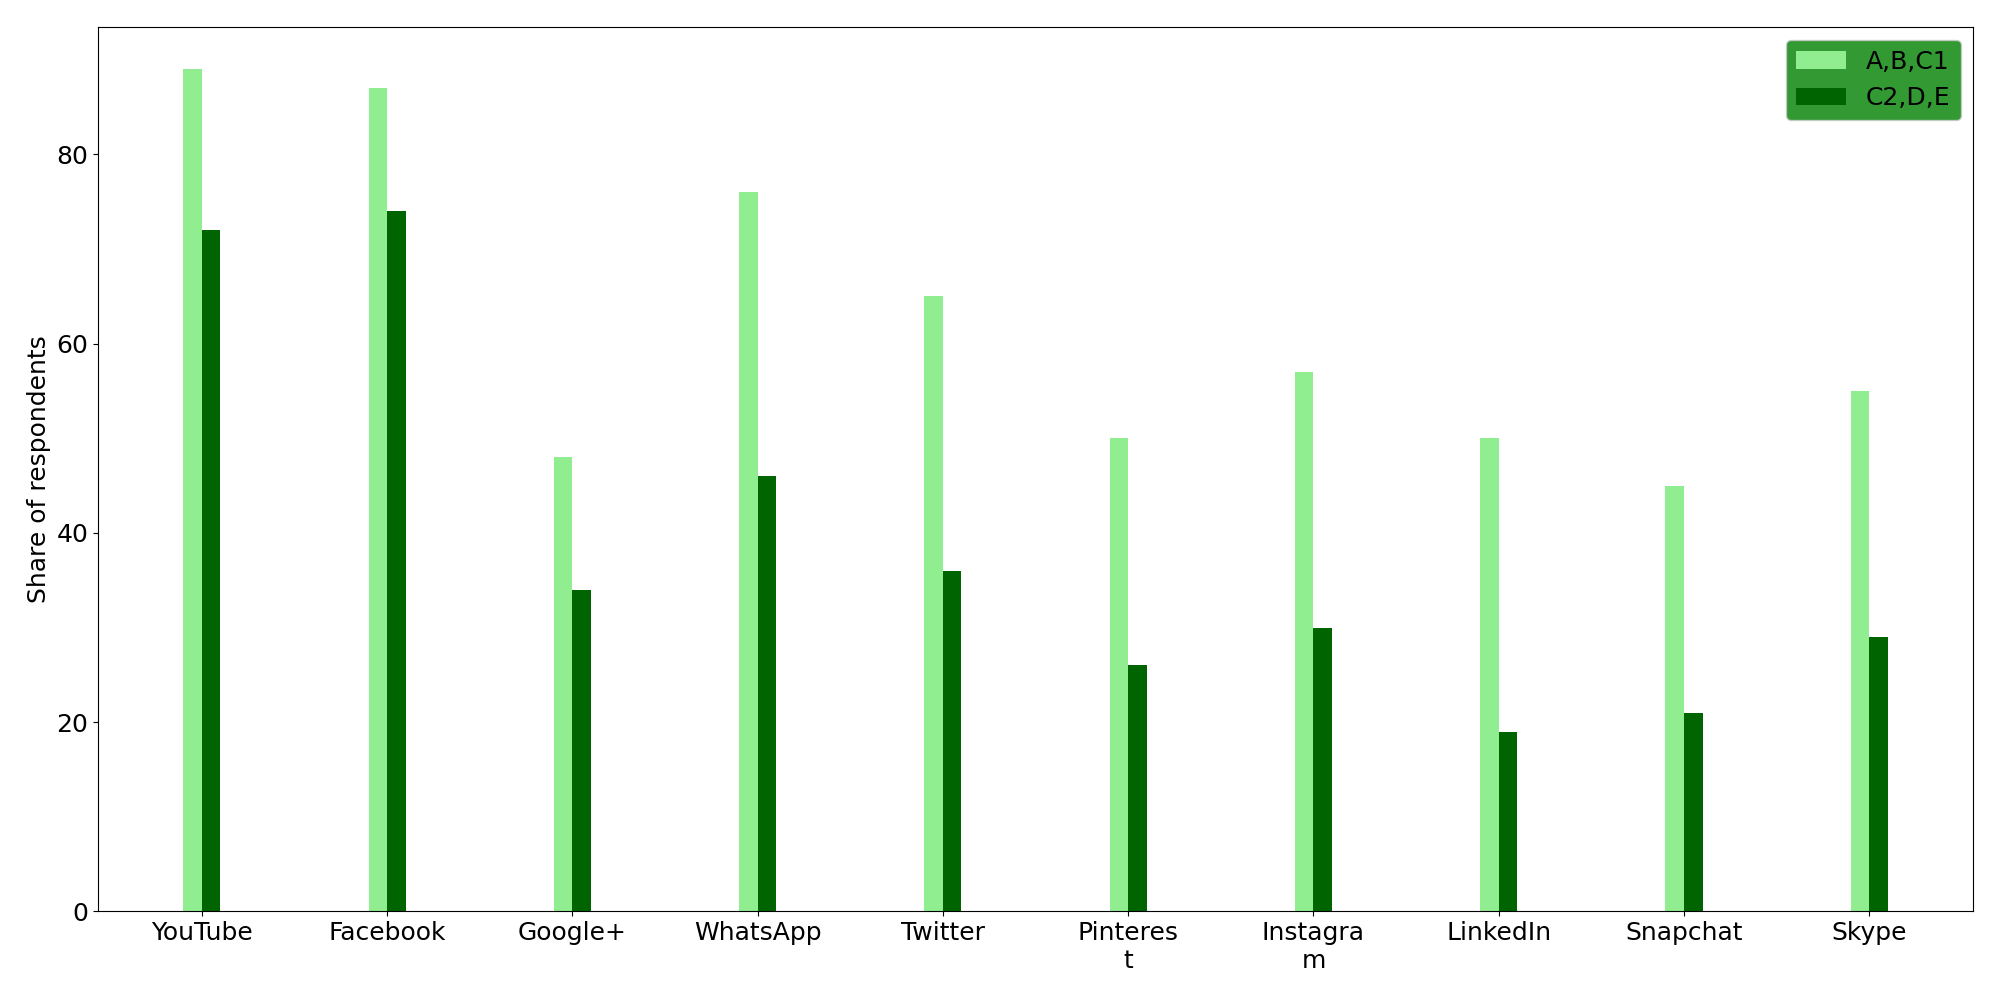 A,B,C1
C2,D,E
Share of respondents
80
60
40
20
0
YouTube
Facebook
Google+
WhatsApp
Twitter
Pinteres
t
Instagra
m
LinkedIn
Snapchat
Skype